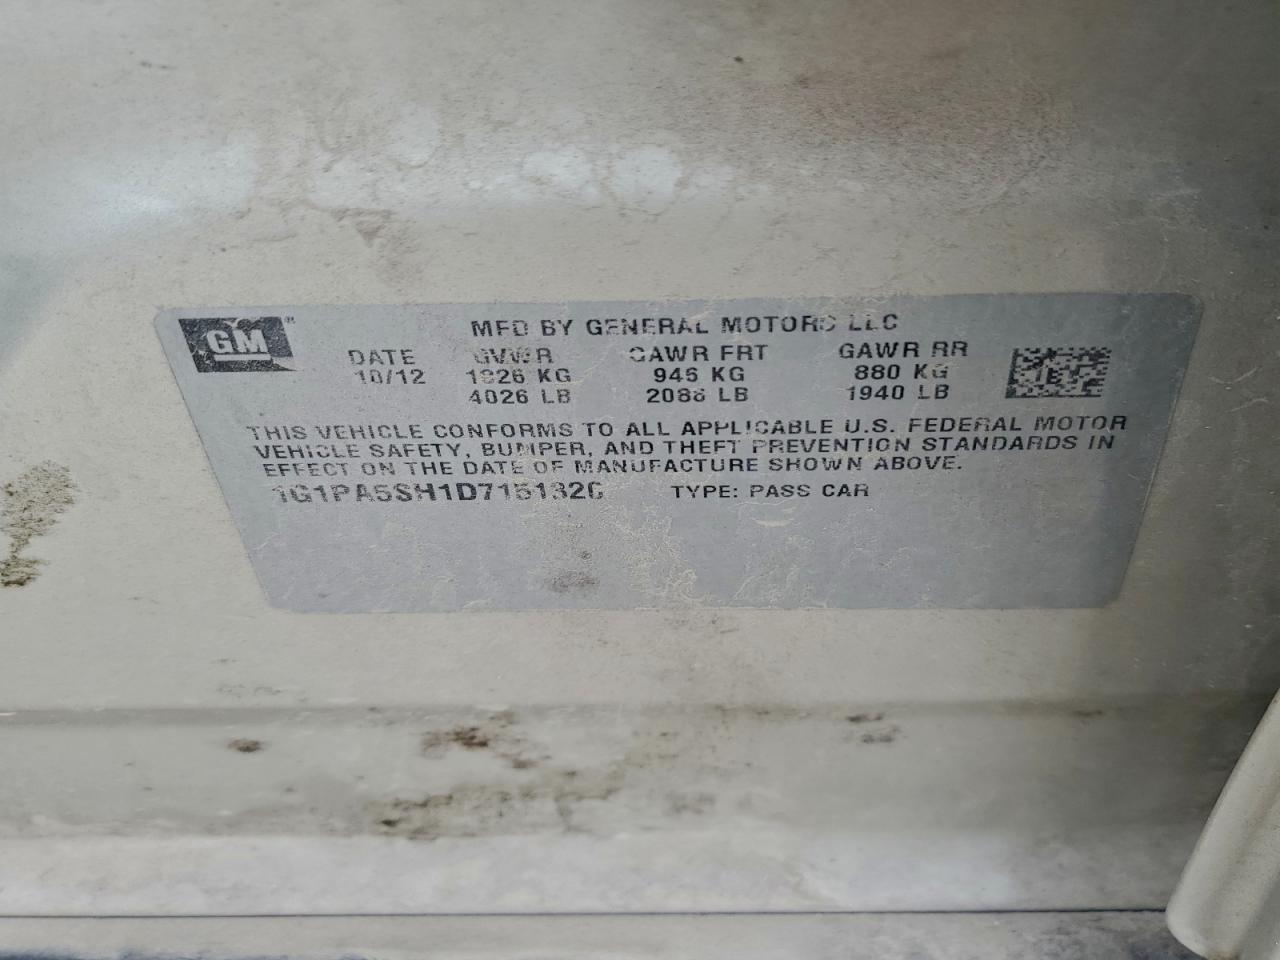 GM
MFD BY GENERAL MOTORS LLC
DATE GVWR GAWR FRT GAWR RR
10/12 1826 KG 946 KG 880 KG
4026 LB 2086 LB 1940 LB
THIS VEHICLE CONFORMS TO ALL APPLICABLE U.S. FEDERAL MOTOR
VEHICLE SAFETY, BUMPER, AND THEFT PREVENTION STANDARDS IN
EFFECT ON THE DATE OF MANUFACTURE SHOWN ABOVE.
1G1PA5SH1D7151320 TYPE: PASS CAR